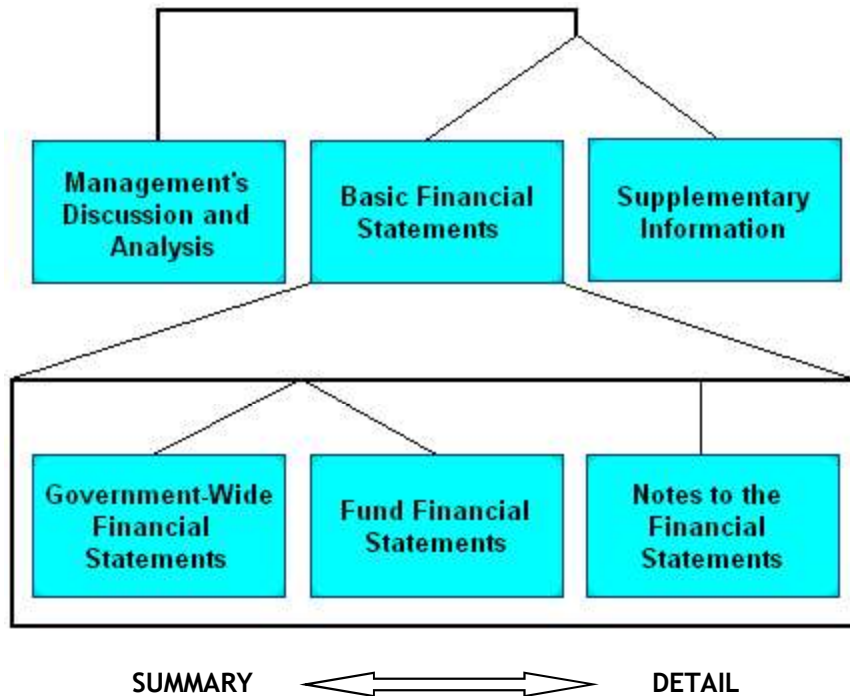 Management's
Discussion and
Analysis
Basic Financial
Statements
Supplementary
Information
Government-Wide
Financial
Statements
Fund Financial
Statements
Notes to the
Financial
Statements
SUMMARY
DETAIL